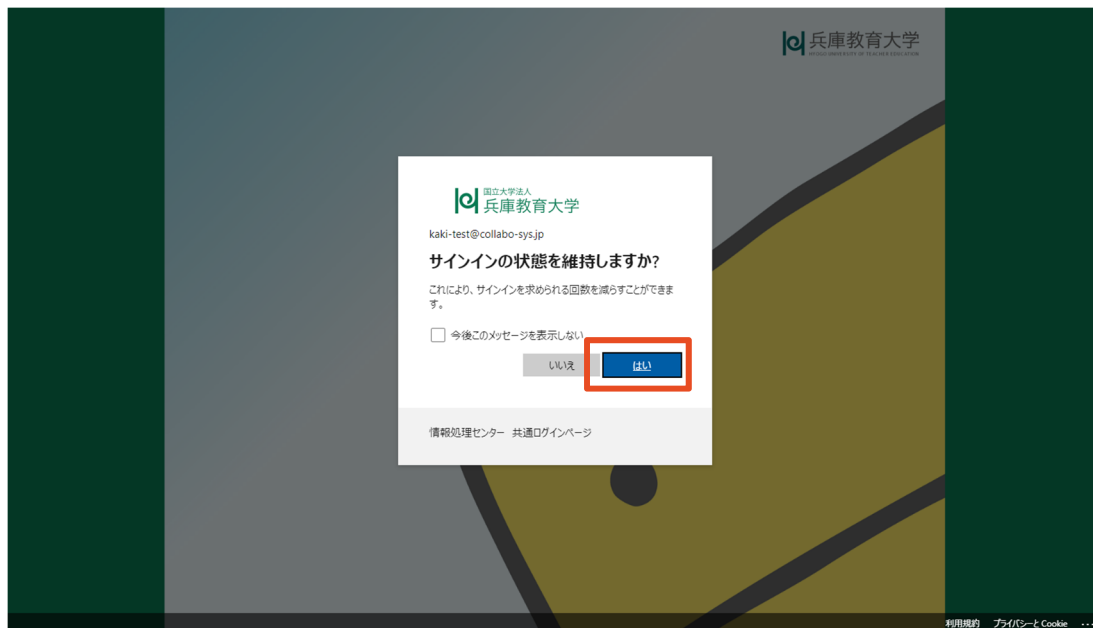 兵庫教育大学
HYOGO UNIVERSITY OF TEACHER EDUCATION
国立大学法人
兵庫教育大学
kaki-test@collabo-sys.jp
サインインの状態を維持しますか?
これにより、サインインを求められる回数を減らすことができま
す。
今後このメッセージを表示しない
いいえ はい
情報処理センター 共通ログインページ
利用規約 プライバシーと Cookie ...